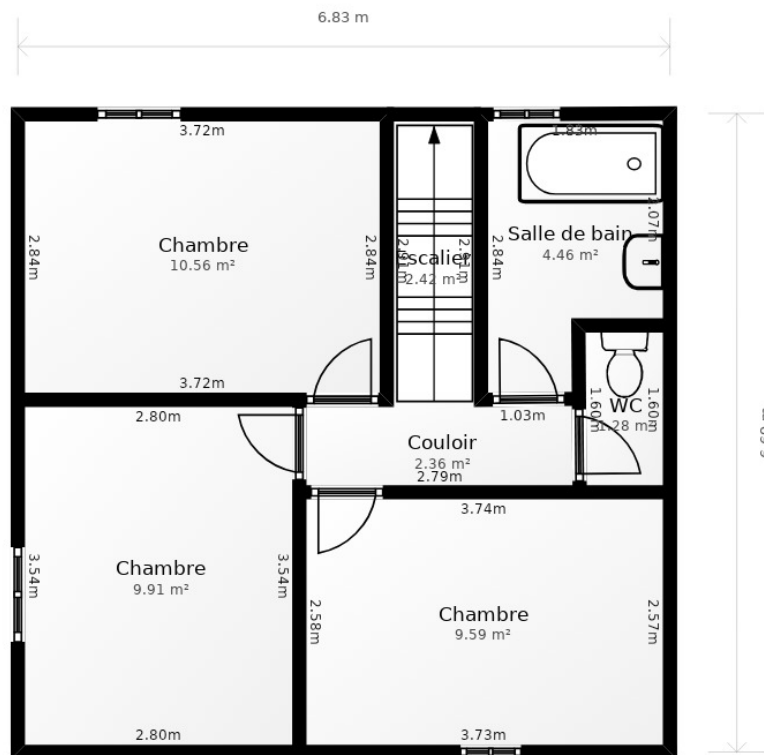 6.83 m
3.72m
1.83m
2.84m
Chambre
10.56 m²
2.84m
2.84m
Salle de bain
4.46 m²
2.42 m²
3.72m
2.80m
1.03m
1.60m
WC
1.60m
1.28 m²
Couloir
2.36 m²
2.79m
3.74m
3.54m
Chambre
9.91 m²
3.54m
2.58m
Chambre
9.59 m²
2.57m
2.80m
3.73m